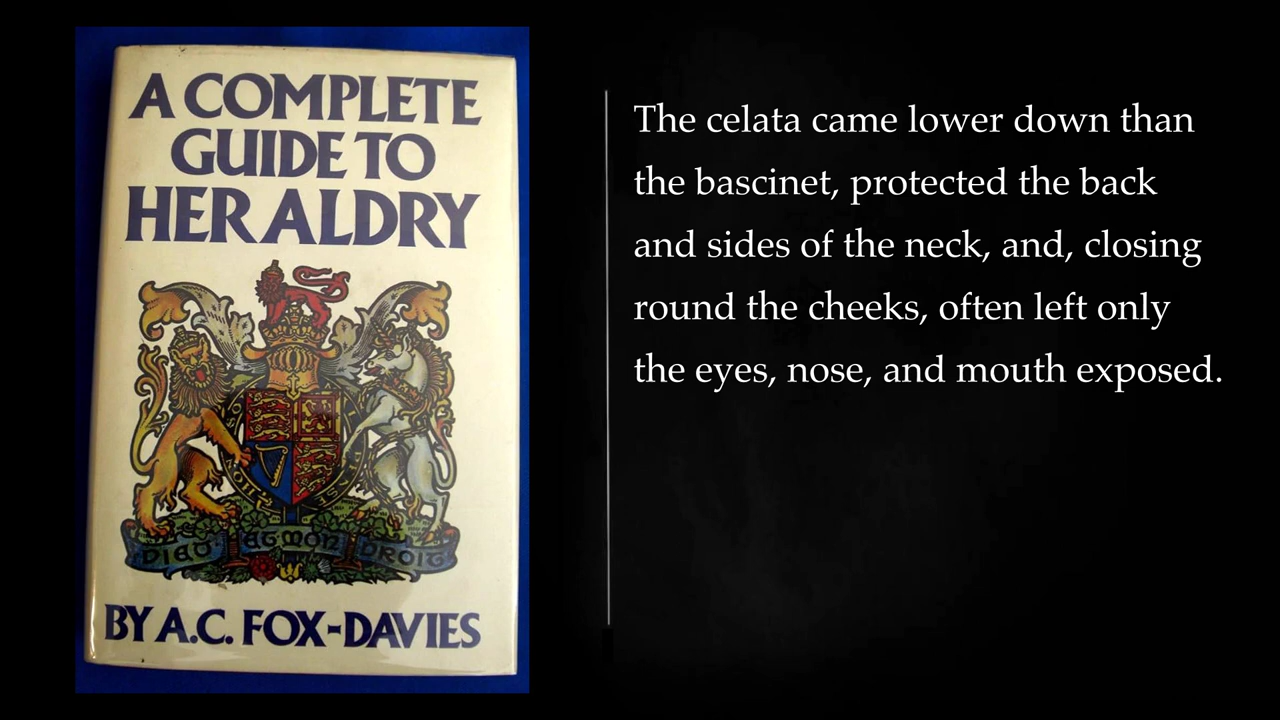 A COMPLETE
GUIDE TO
HERALDRY
DIEU ET MON DROIT
BY A.C. FOX-DAVIES
The celata came lower down than
the bascinet, protected the back
and sides of the neck, and, closing
round the cheeks, often left only
the eyes, nose, and mouth exposed.